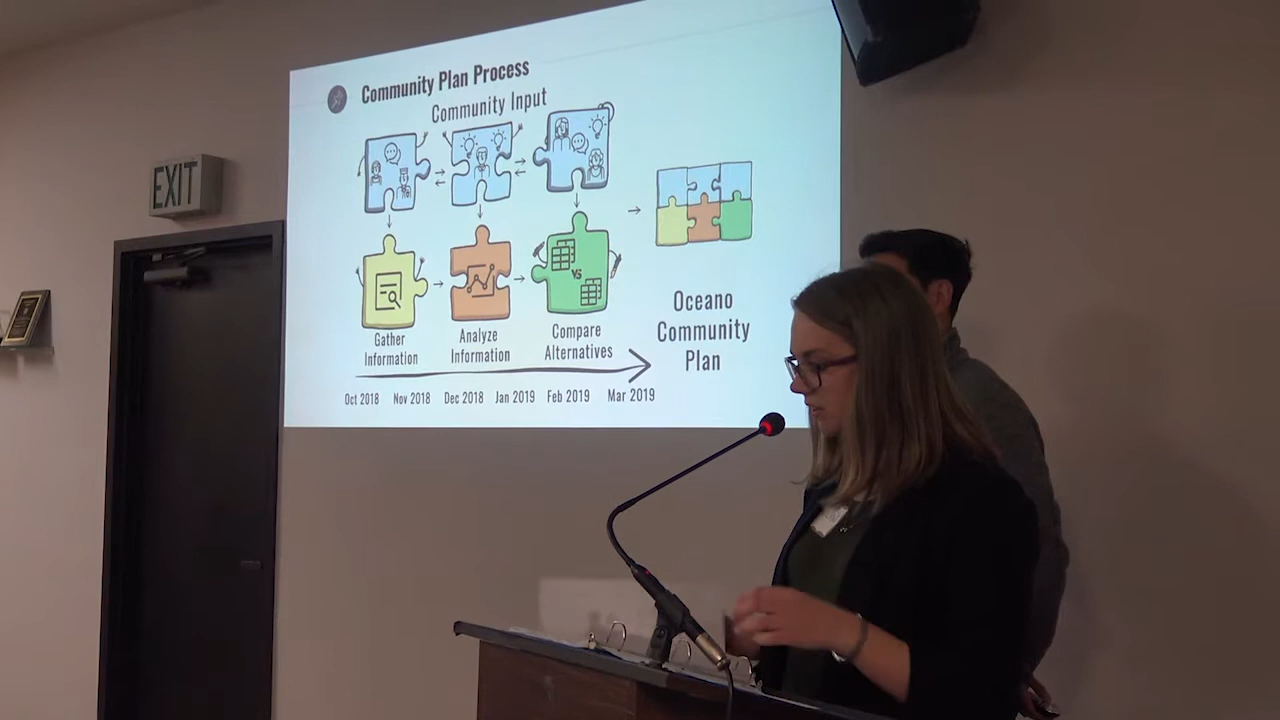 Community Plan Process
Community Input
EXIT
VS
Gather
Information
Analyze
Information
Compare
Alternatives
Oceano
Community
Plan
Oct 2018 Nov 2018 Dec 2018 Jan 2019 Feb 2019 Mar 2019